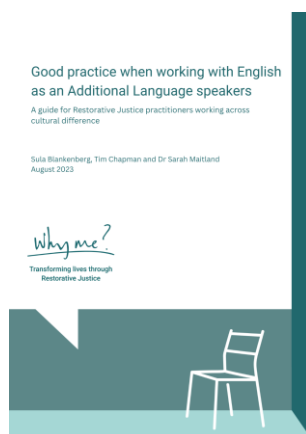 Good practice when working with English
as an Additional Language speakers
A guide for Restorative Justice practitioners working across
cultural difference
Sula Blankenberg, Tim Chapman and Dr Sarah Maitland
August 2023
Why me?
Transforming lives through
Restorative Justice